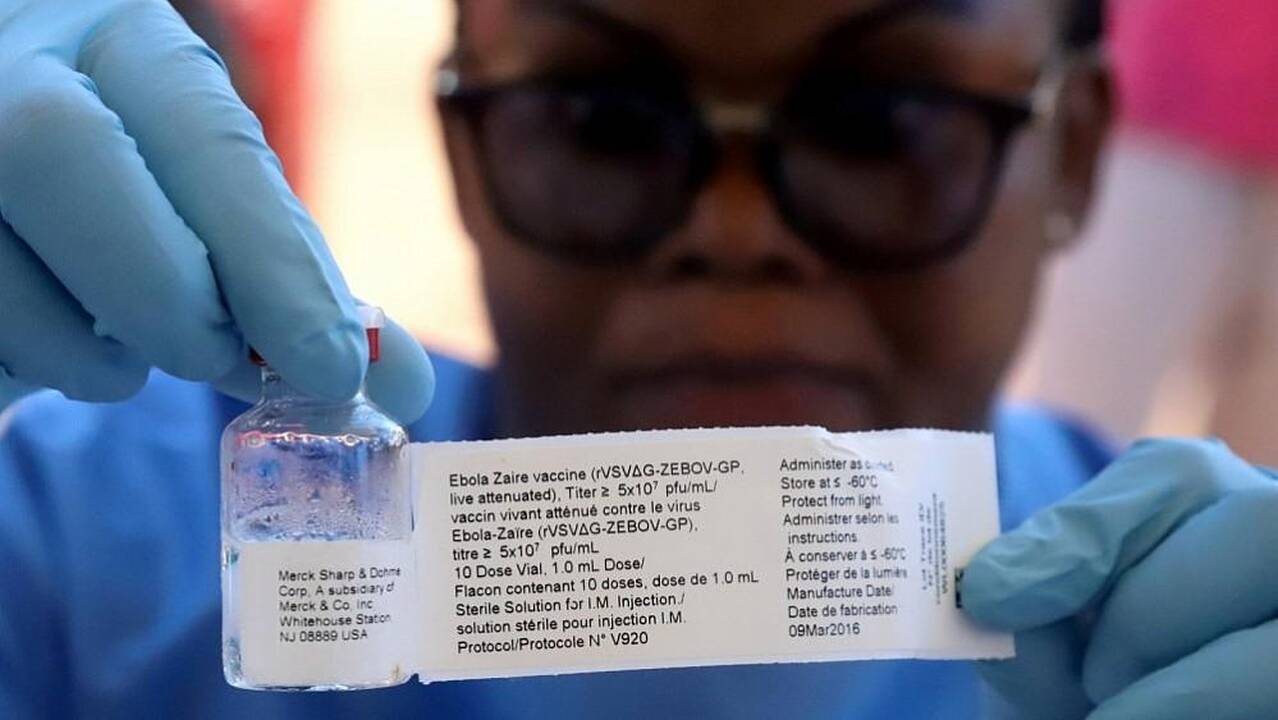 Merck Sharp & Dohme
Corp, A subsidiary of
Merck & Co, Inc
Whitehouse Station
NJ 08889 USA
Ebola Zaire vaccine (rVSVΔG-ZEBOV-GP,
live attenuated), Titer ≥ 5x10⁷ pfu/mL/
vaccin vivant atténué contre le virus
Ebola-Zaïre (rVSVΔG-ZEBOV-GP),
titre ≥ 5x10⁷ pfu/mL
10 Dose Vial, 1.0 mL Dose/
Flacon contenant 10 doses, dose de 1.0 mL
Sterile Solution for I.M. Injection./
solution stérile pour injection I.M.
Protocol/Protocole N° V920
Administer as
Store at ≤ -60°C
Protect from light.
Administrer selon les
instructions.
À conserver à ≤ -60°C
Protéger de la lumière
Manufacture Date/
Date de fabrication
09Mar2016